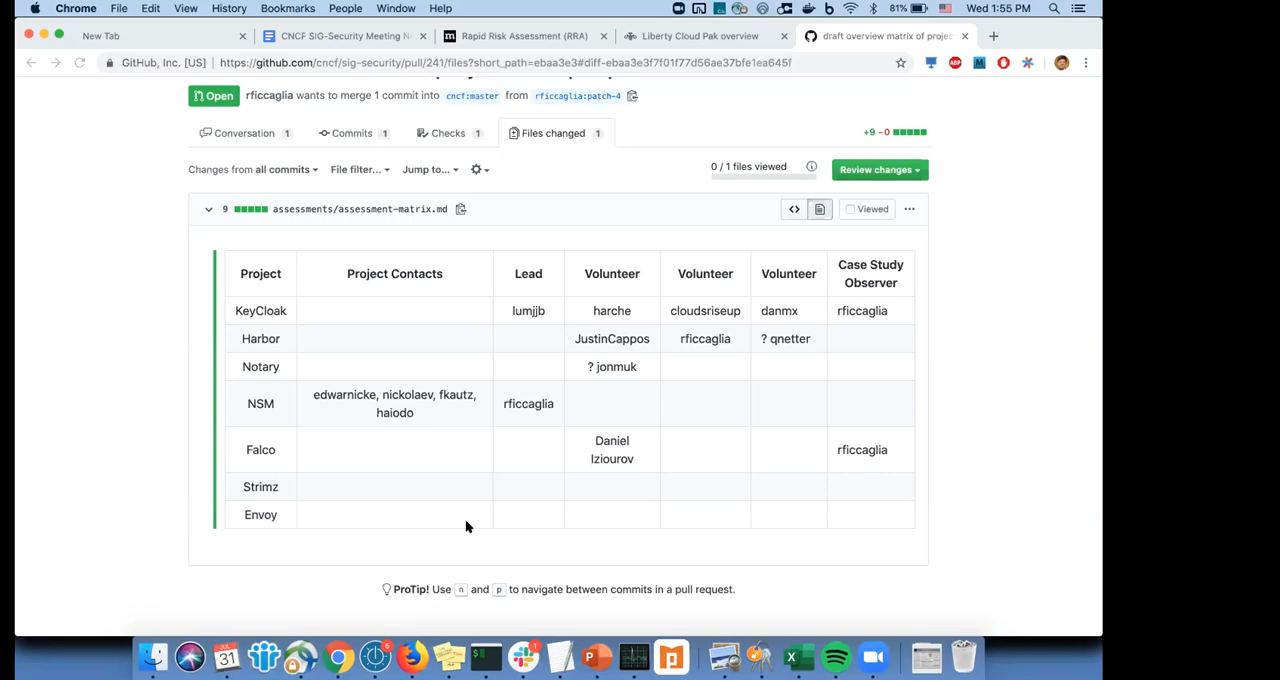 Chrome File Edit View History Bookmarks People Window Help 81% Wed 1:55 PM
New Tab CNCF SIG-Security Meeting N Rapid Risk Assessment (RRA) Liberty Cloud Pak overview draft overview matrix of projec
GitHub, Inc. [US] https://github.com/cncf/sig-security/pull/241/files?short_path=ebaa3e3#diff-ebaa3e3f7f01f77d56ae37bfe1ea645f
Open rficcaglia wants to merge 1 commit into cncf:master from rficcaglia:patch-4
Conversation 1 Commits 1 Checks 1 Files changed 1 +9 −0
Changes from all commits File filter... Jump to... 0 / 1 files viewed Review changes
9 assessments/assessment-matrix.md Viewed
Project Project Contacts Lead Volunteer Volunteer Volunteer Case Study Observer
KeyCloak lumjjb harche cloudsriseup danmx rficcaglia
Harbor JustinCappos rficcaglia ? qnetter
Notary ? jonmuk
NSM edwarnicke, nickolaev, fkautz, haiodo rficcaglia
Falco Daniel Iziourov rficcaglia
Strimz
Envoy
ProTip! Use n and p to navigate between commits in a pull request.
JUL 31 6 1